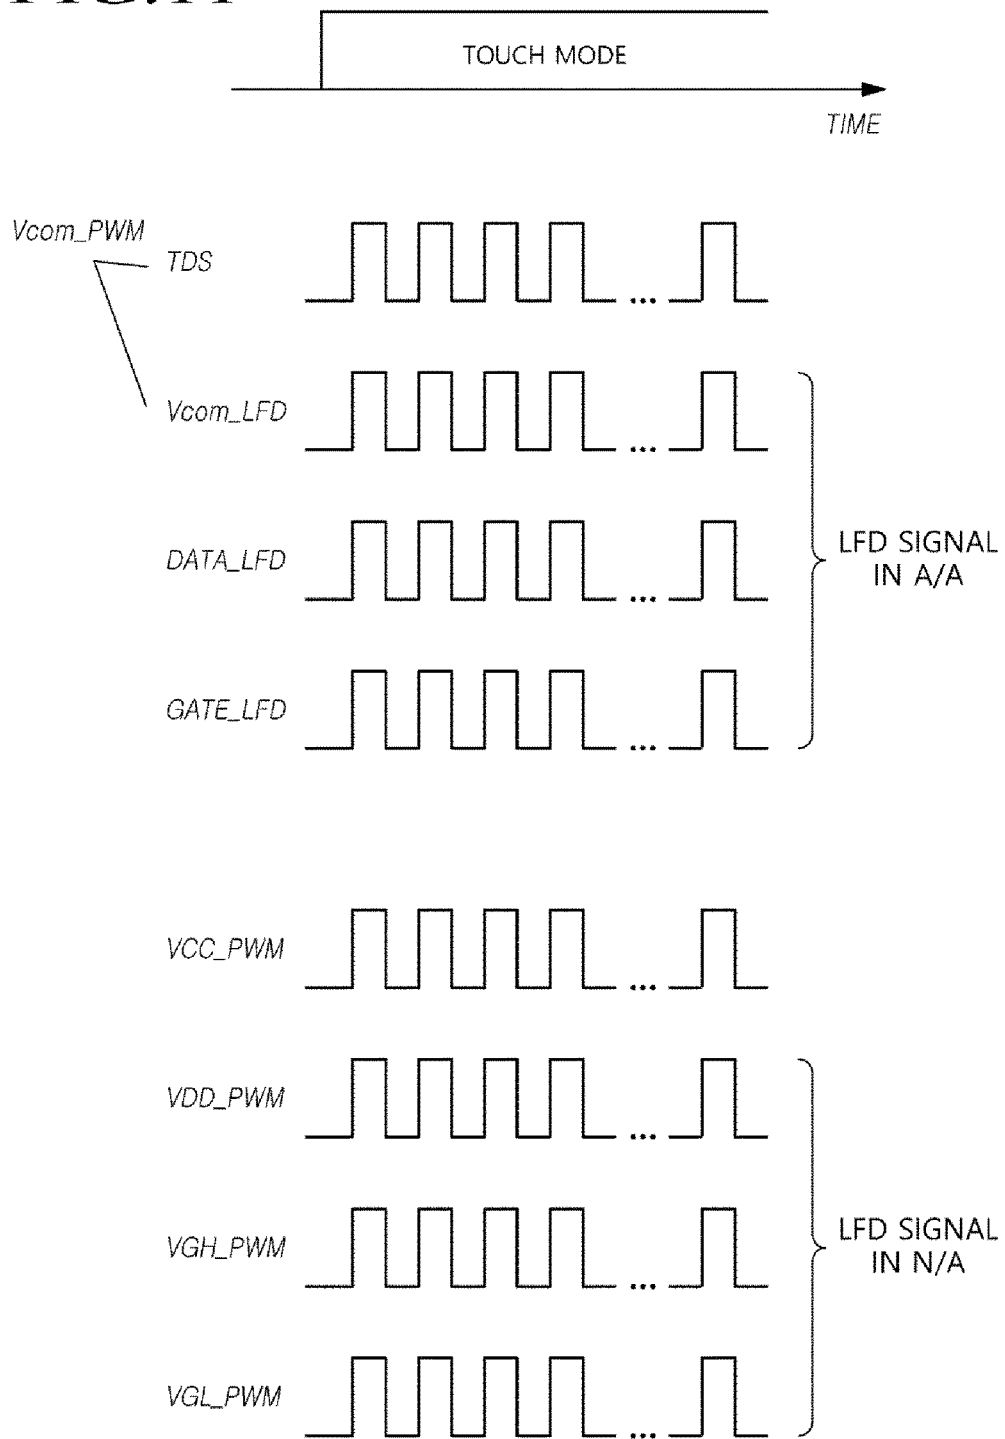 TOUCH MODE
TIME
Vcom_PWM
TDS
Vcom_LFD
DATA_LFD
LFD SIGNAL
IN A/A
GATE_LFD
VCC_PWM
VDD_PWM
VGH_PWM
LFD SIGNAL
IN N/A
VGL_PWM